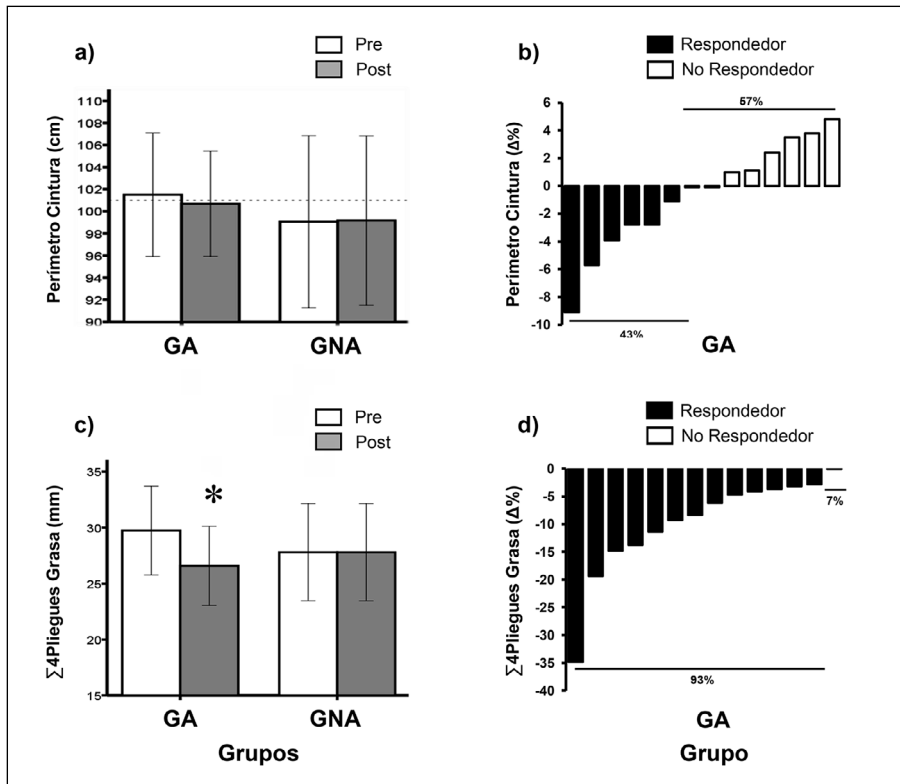 a)
Pre
Post
Perímetro Cintura (cm)
110
108
106
104
102
100
98
96
94
92
90
GA
GNA
b)
Respondedor
No Respondedor
57%
Perímetro Cintura (Δ%)
6
4
2
0
-2
-4
-6
-8
-10
43%
GA
c)
Pre
Post
∑4Pliegues Grasa (mm)
35
30
25
27
15
*
GA
GNA
Grupos
d)
Respondedor
No Respondedor
∑4Pliegues Grasa (Δ%)
0
-5
-10
-15
-20
-25
-30
-35
-40
7%
93%
GA
Grupo